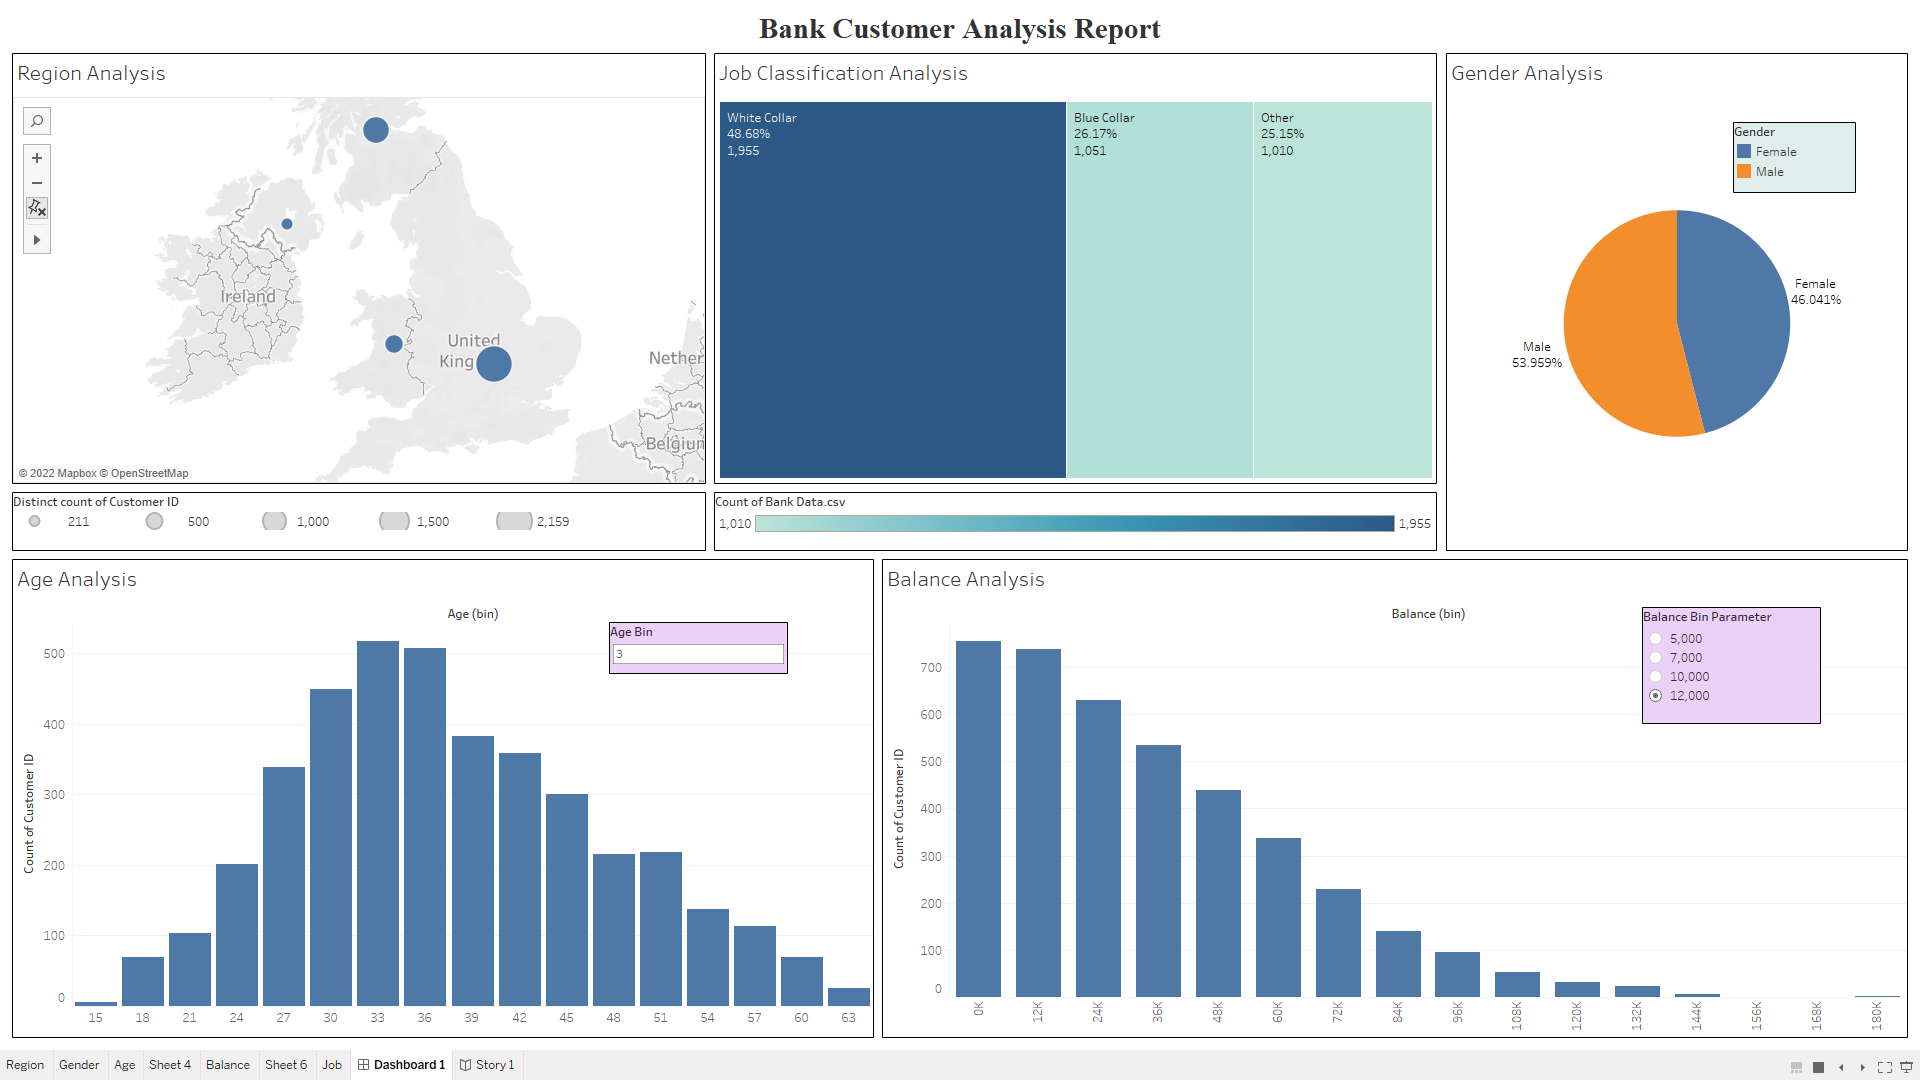 Bank Customer Analysis Report
Region Analysis
Ireland
United
King
Nether
Belgiun
© 2022 Mapbox © OpenStreetMap
Distinct count of Customer ID
211 500 1,000 1,500 2,159
Job Classification Analysis
White Collar
48.68%
1,955
Blue Collar
26.17%
1,051
Other
25.15%
1,010
Count of Bank Data.csv
1,010 1,955
Gender Analysis
Gender
Female
Male
Female
46.041%
Male
53.959%
Age Analysis
Age (bin)
Age Bin
3
Count of Customer ID
500
400
300
200
100
0
15 18 21 24 27 30 33 36 39 42 45 48 51 54 57 60 63
Balance Analysis
Balance (bin)
Balance Bin Parameter
5,000
7,000
10,000
12,000
Count of Customer ID
700
600
500
400
300
200
100
0
0K 12K 24K 36K 48K 60K 72K 84K 96K 108K 120K 132K 144K 156K 168K 180K
Region Gender Age Sheet 4 Balance Sheet 6 Job Dashboard 1 Story 1